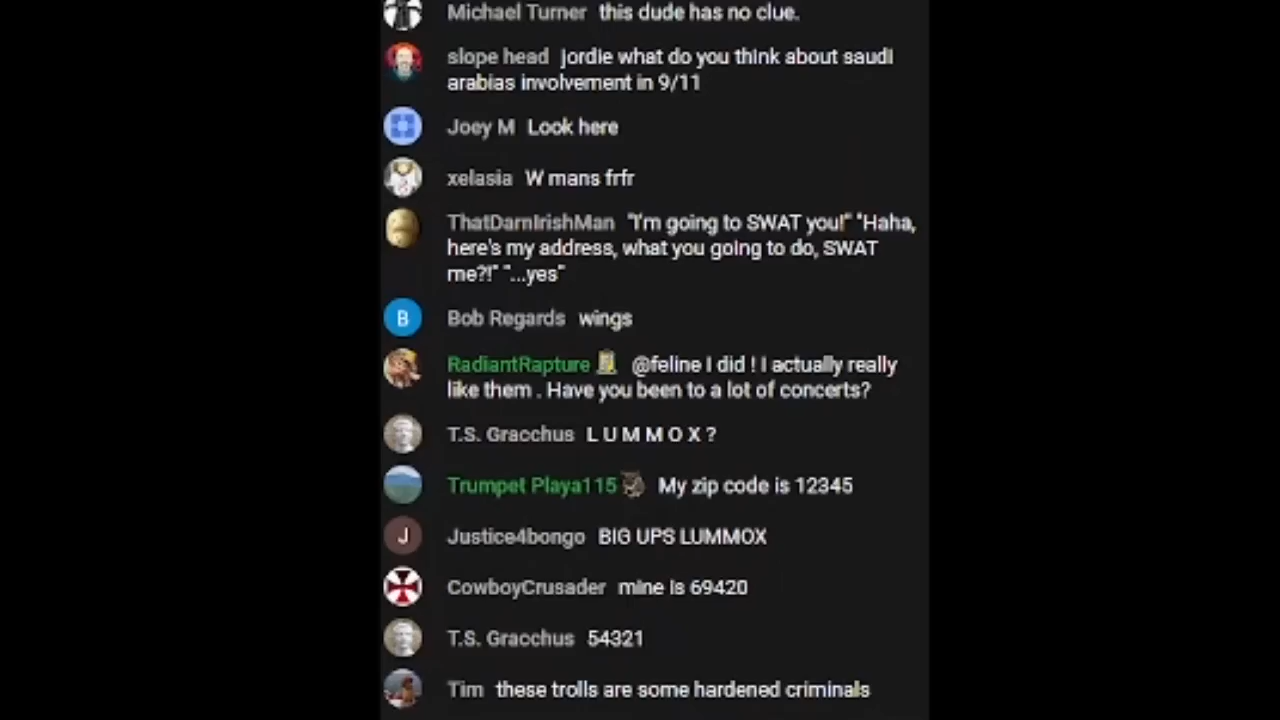 Michael Turner this dude has no clue.
slope head jordie what do you think about saudi
arabias involvement in 9/11
Joey M Look here
xelasia W mans frfr
ThatDarnIrishMan "I'm going to SWAT you!" "Haha,
here's my address, what you going to do, SWAT
me?!" "...yes"
B Bob Regards wings
RadiantRapture @feline I did ! I actually really
like them . Have you been to a lot of concerts?
T.S. Gracchus L U M M O X ?
Trumpet Playa115 My zip code is 12345
J Justice4bongo BIG UPS LUMMOX
CowboyCrusader mine is 69420
T.S. Gracchus 54321
Tim these trolls are some hardened criminals